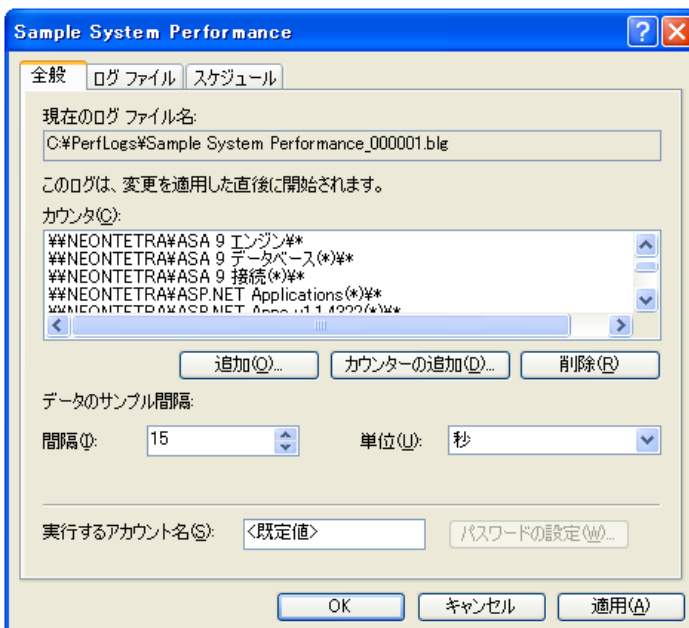 Sample System Performance
全般 ログ ファイル スケジュール
現在のログ ファイル名:
C:¥PerfLogs¥Sample System Performance_000001.blg
このログは、変更を適用した直後に開始されます。
カウンタ(C):
¥¥NEONTETRA¥ASA 9 エンジン¥*
¥¥NEONTETRA¥ASA 9 データベース(*)¥*
¥¥NEONTETRA¥ASA 9 接続(*)¥*
¥¥NEONTETRA¥ASP.NET Applications(*)¥*
¥¥NEONTETRA¥ASP.NET Apps v1.1.4322(*)¥*
追加(O)... カウンターの追加(D)... 削除(R)
データのサンプル間隔:
間隔(I): 15 単位(U): 秒
実行するアカウント名(S): <既定値> パスワードの設定(W)...
OK キャンセル 適用(A)